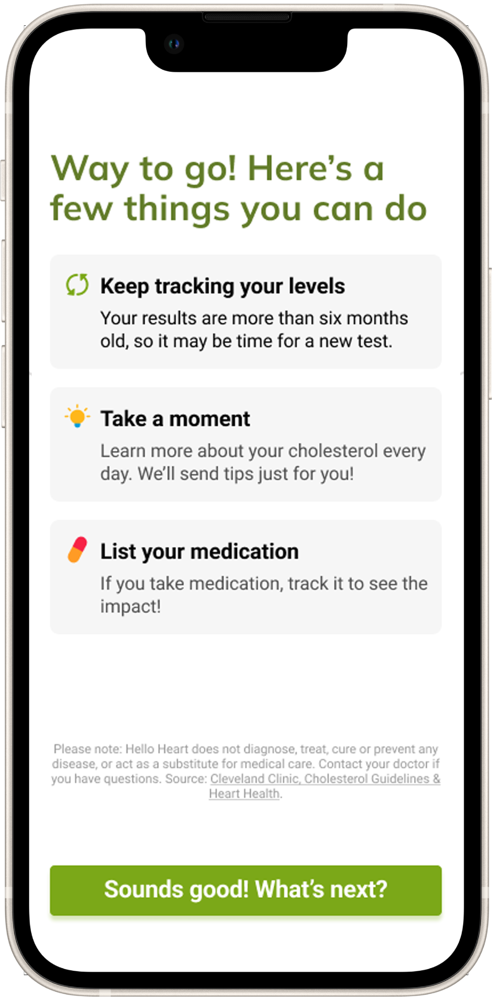 Way to go! Here’s a
few things you can do
Keep tracking your levels
Your results are more than six months
old, so it may be time for a new test.
Take a moment
Learn more about your cholesterol every
day. We’ll send tips just for you!
List your medication
If you take medication, track it to see the
impact!
Please note: Hello Heart does not diagnose, treat, cure or prevent any
disease, or act as a substitute for medical care. Contact your doctor if
you have questions. Source: Cleveland Clinic, Cholesterol Guidelines &
Heart Health.
Sounds good! What’s next?